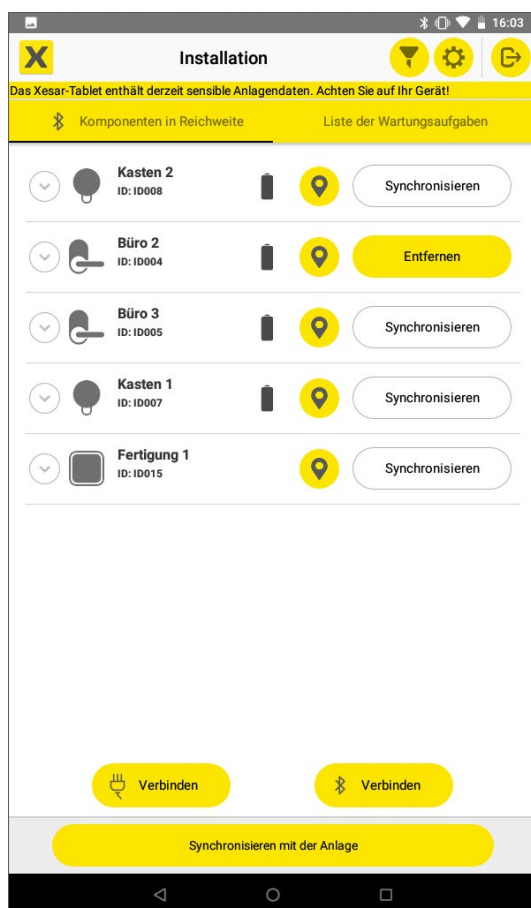 16:03
X
Installation
Das Xesar-Tablet enthält derzeit sensible Anlagendaten. Achten Sie auf Ihr Gerät!
Komponenten in Reichweite
Liste der Wartungsaufgaben
Kasten 2
ID: ID008
Synchronisieren
Büro 2
ID: ID004
Entfernen
Büro 3
ID: ID005
Synchronisieren
Kasten 1
ID: ID007
Synchronisieren
Fertigung 1
ID: ID015
Synchronisieren
Verbinden
Verbinden
Synchronisieren mit der Anlage